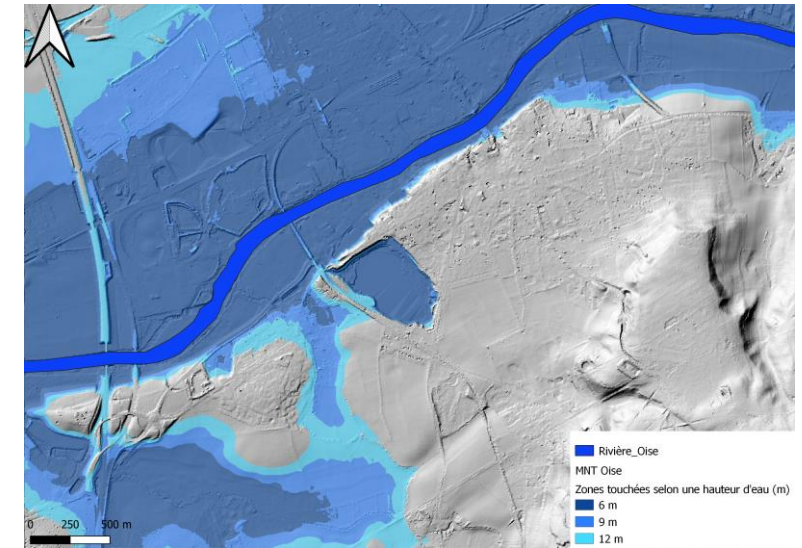 Rivière_Oise
MNT Oise
Zones touchées selon une hauteur d'eau (m)
6 m
9 m
12 m
0 250 500 m